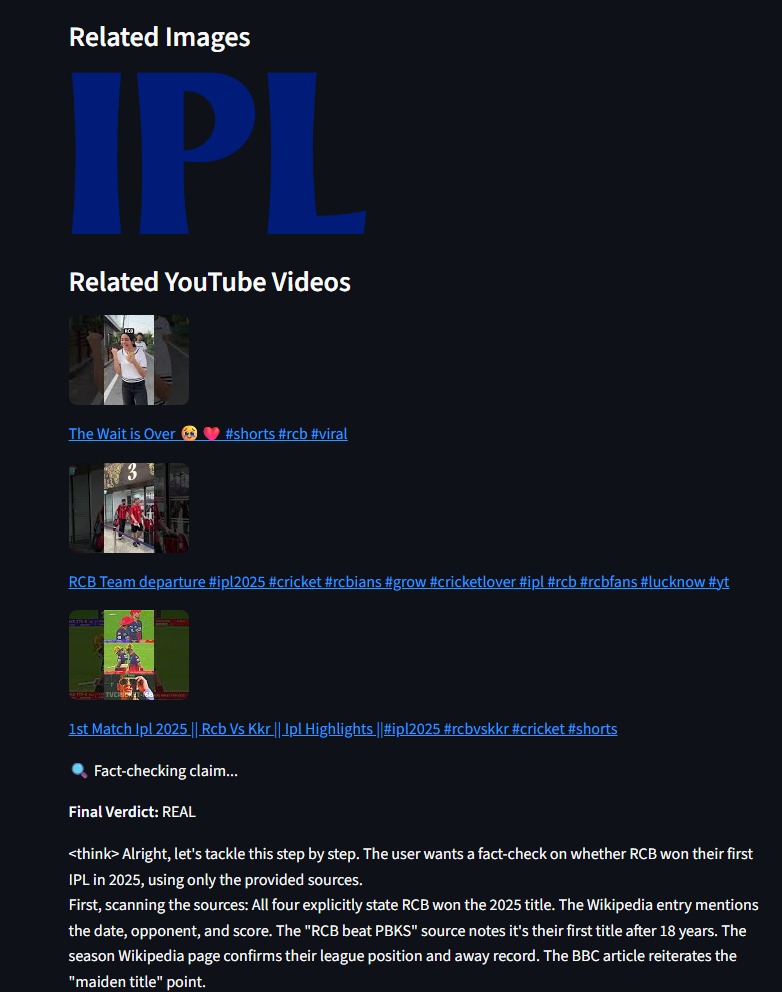 Related Images
IPL
Related YouTube Videos
RCB
The Wait is Over 🥹 ❤️ #shorts #rcb #viral
3
RCB Team departure #ipl2025 #cricket #rcbians #grow #cricketlover #ipl #rcb #rcbfans #lucknow #yt
1st Match Ipl 2025 || Rcb Vs Kkr || Ipl Highlights ||#ipl2025 #rcbvskkr #cricket #shorts
🔍 Fact-checking claim...
Final Verdict: REAL
<think> Alright, let's tackle this step by step. The user wants a fact-check on whether RCB won their first
IPL in 2025, using only the provided sources.
First, scanning the sources: All four explicitly state RCB won the 2025 title. The Wikipedia entry mentions
the date, opponent, and score. The "RCB beat PBKS" source notes it's their first title after 18 years. The
season Wikipedia page confirms their league position and away record. The BBC article reiterates the
"maiden title" point.